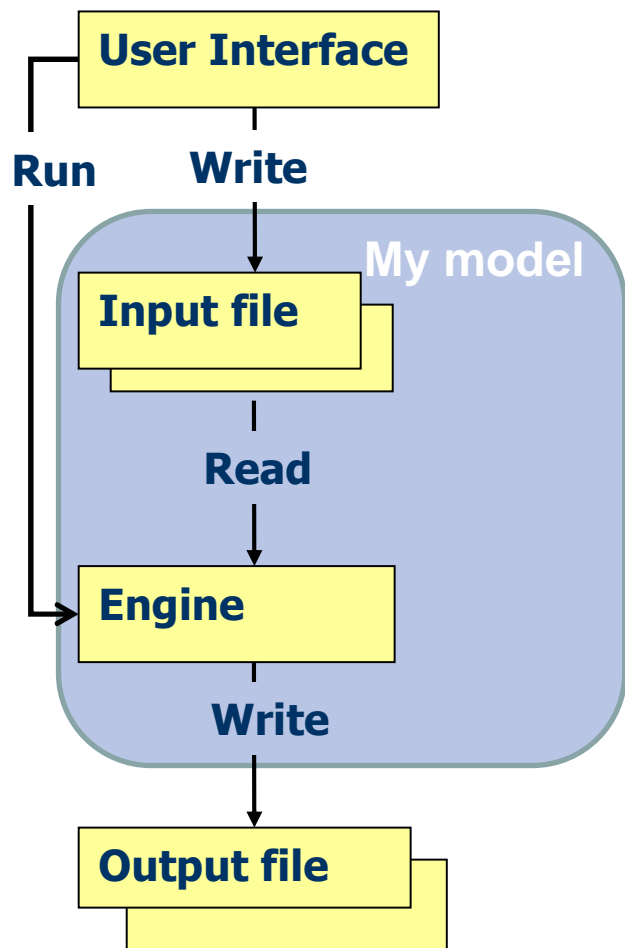 User Interface
Run
Write
My model
Input file
Read
Engine
Write
Output file